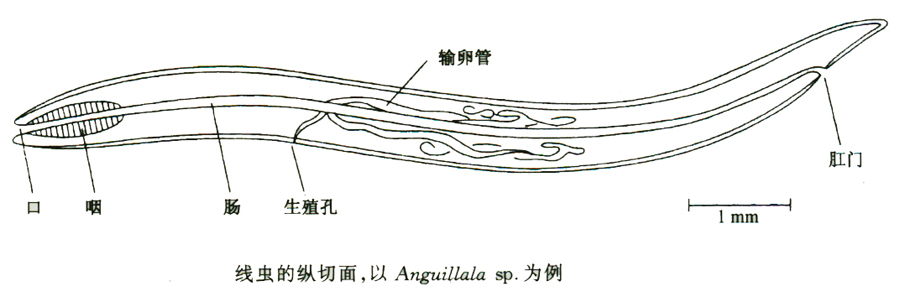 输卵管
肛门
口
咽
肠
生殖孔
1 mm
线虫的纵切面,以 Anguillala sp.为例